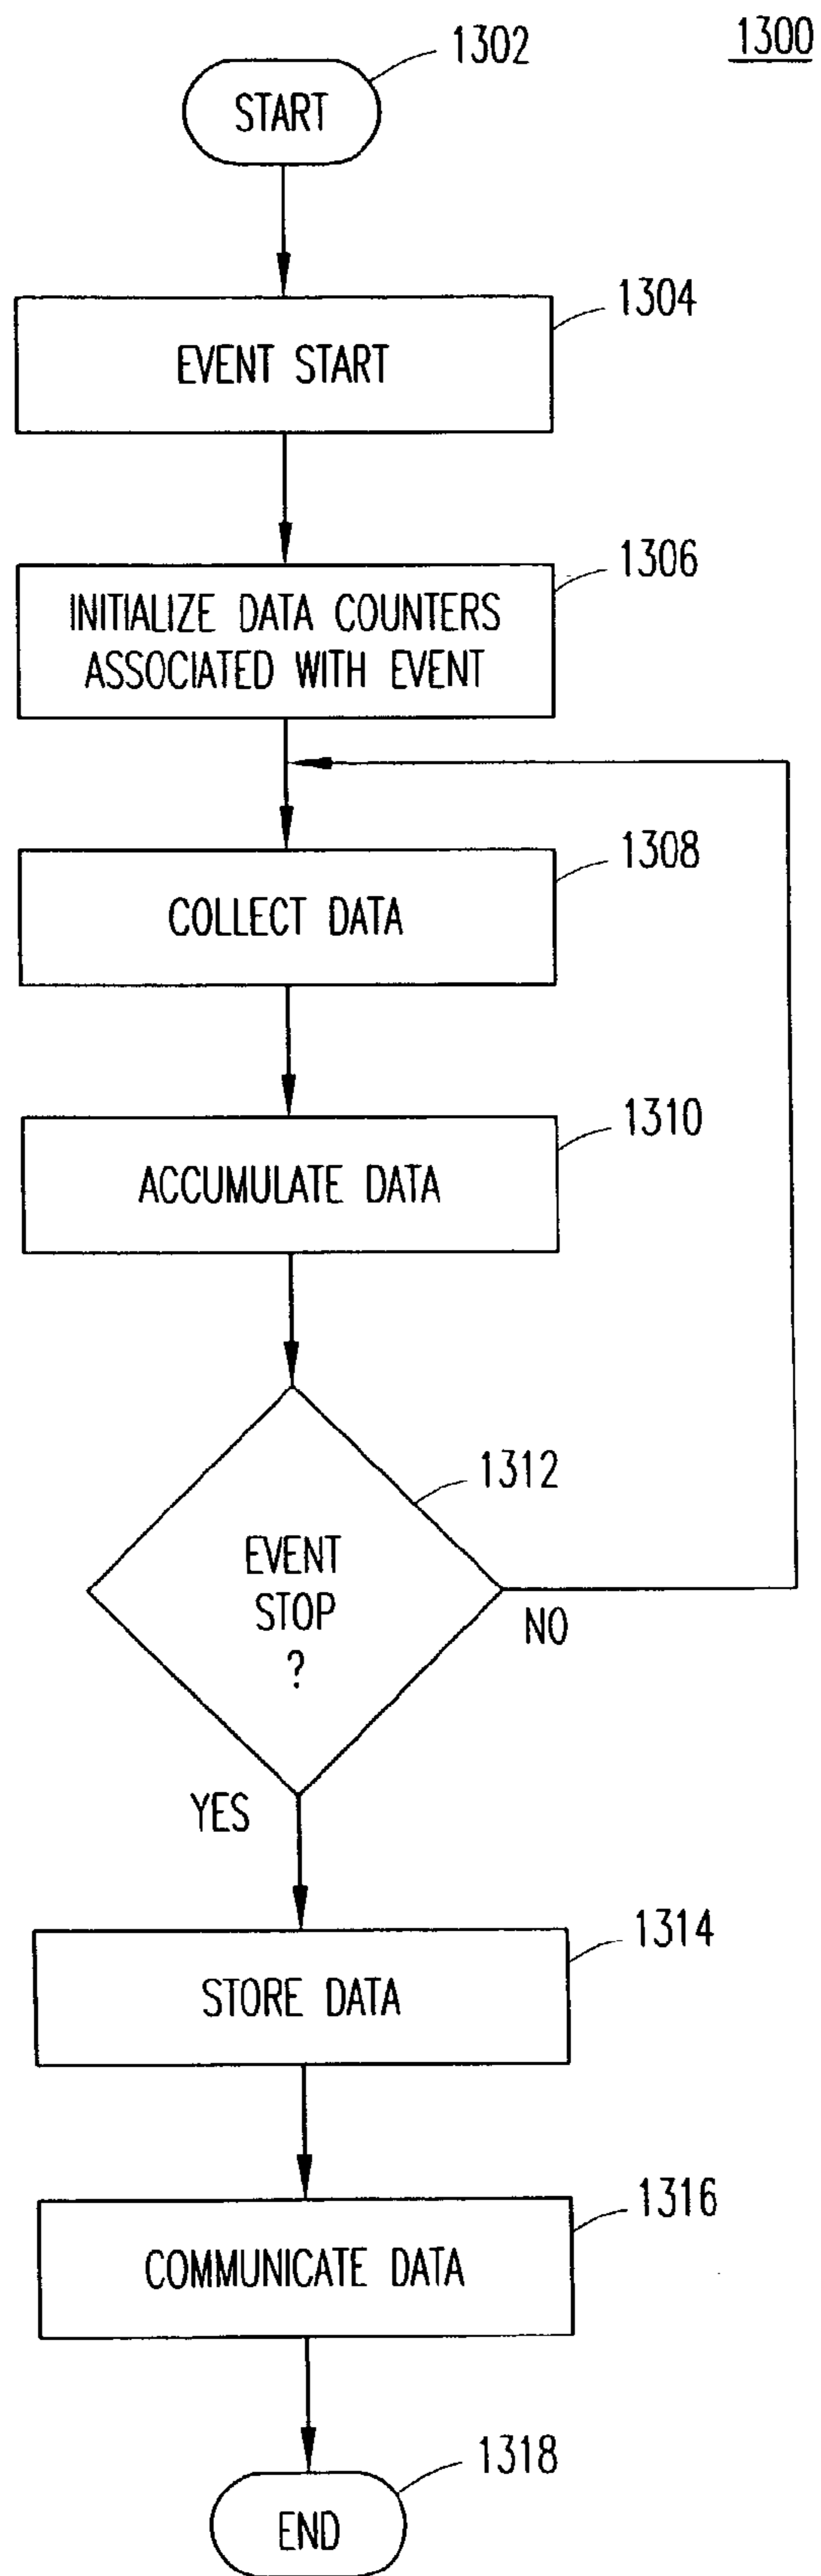 1300
1302
START
1304
EVENT START
1306
INITIALIZE DATA COUNTERS
ASSOCIATED WITH EVENT
1308
COLLECT DATA
1310
ACCUMULATE DATA
1312
EVENT
STOP
?
NO
YES
1314
STORE DATA
1316
COMMUNICATE DATA
1318
END